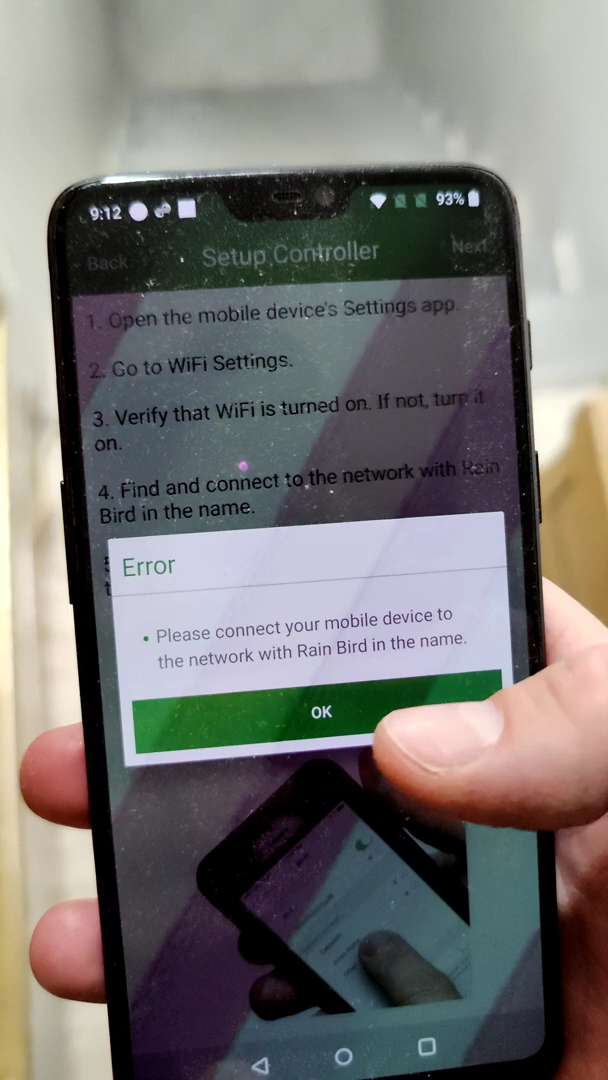 9:12 93%
Back Setup Controller Next
1. Open the mobile device's Settings app.
2. Go to WiFi Settings.
3. Verify that WiFi is turned on. If not, turn it
on.
4. Find and connect to the network with Rain
Bird in the name.
Error
• Please connect your mobile device to
the network with Rain Bird in the name.
OK